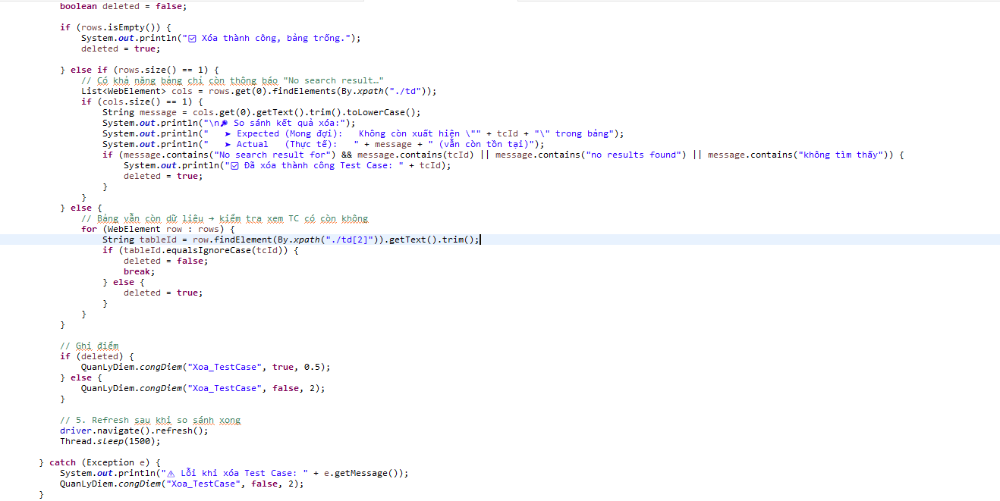 boolean deleted = false;
if (rows.isEmpty()) {
System.out.println("☑ Xóa thành công, bảng trống.");
deleted = true;
} else if (rows.size() == 1) {
// Có khả năng bảng chỉ còn thông báo "No search result…"
List<WebElement> cols = rows.get(0).findElements(By.xpath("./td"));
if (cols.size() == 1) {
String message = cols.get(0).getText().trim().toLowerCase();
System.out.println("\n🔎 So sánh kết quả xóa:");
System.out.println("   ➤ Expected (Mong đợi):   Không còn xuất hiện \"" + tcId + "\" trong bảng");
System.out.println("   ➤ Actual   (Thực tế):   " + message + " (vẫn còn tồn tại)");
if (message.contains("No search result for") && message.contains(tcId) || message.contains("no results found") || message.contains("không tìm thấy")) {
System.out.println("☑ Đã xóa thành công Test Case: " + tcId);
deleted = true;
}
}
} else {
// Bảng vẫn còn dữ liệu → kiểm tra xem TC có còn không
for (WebElement row : rows) {
String tableId = row.findElement(By.xpath("./td[2]")).getText().trim();
if (tableId.equalsIgnoreCase(tcId)) {
deleted = false;
break;
} else {
deleted = true;
}
}
}
// Ghi điểm
if (deleted) {
QuanLyDiem.congDiem("Xoa_TestCase", true, 0.5);
} else {
QuanLyDiem.congDiem("Xoa_TestCase", false, 2);
}
// 5. Refresh sau khi so sánh xong
driver.navigate().refresh();
Thread.sleep(1500);
} catch (Exception e) {
System.out.println("⚠ Lỗi khi xóa Test Case: " + e.getMessage());
QuanLyDiem.congDiem("Xoa_TestCase", false, 2);
}